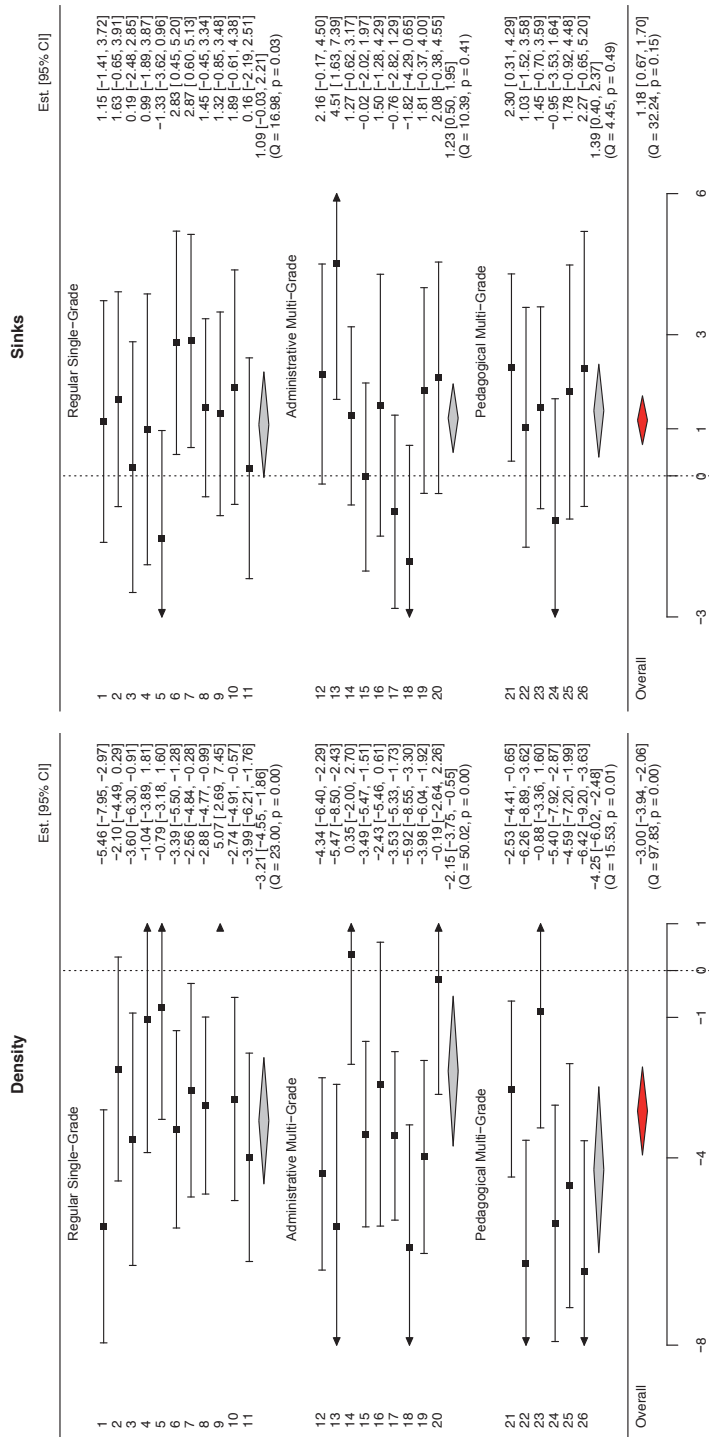 Density
Est. [95% CI]
Regular Single−Grade
1 −5.46 [−7.95, −2.97]
2 −2.10 [−4.49, 0.29]
3 −3.60 [−6.30, −0.91]
4 −1.04 [−3.89, 1.81]
5 −0.79 [−3.18, 1.60]
6 −3.39 [−5.50, −1.28]
7 −2.56 [−4.84, −0.28]
8 −2.88 [−4.77, −0.99]
9 5.07 [2.69, 7.45]
10 −2.74 [−4.91, −0.57]
11 −3.99 [−6.21, −1.76]
−3.21 [−4.55, −1.86]
(Q = 23.00, p = 0.00)
Administrative Multi−Grade
12 −4.34 [−6.40, −2.29]
13 −5.47 [−8.50, −2.43]
14 0.35 [−2.00, 2.70]
15 −3.49 [−5.47, −1.51]
16 −2.43 [−5.46, 0.61]
17 −3.53 [−5.33, −1.73]
18 −5.92 [−8.55, −3.30]
19 −3.98 [−6.04, −1.92]
20 −0.19 [−2.64, 2.26]
−2.15 [−3.75, −0.55]
(Q = 50.02, p = 0.00)
Pedagogical Multi−Grade
21 −2.53 [−4.41, −0.65]
22 −6.26 [−8.89, −3.62]
23 −0.88 [−3.36, 1.60]
24 −5.40 [−7.92, −2.87]
25 −4.59 [−7.20, −1.99]
26 −6.42 [−9.20, −3.63]
−4.25 [−6.02, −2.48]
(Q = 15.53, p = 0.01)
Overall −3.00 [−3.94, −2.06]
(Q = 97.83, p = 0.00)
−8 −4 −1 0 1
Sinks
Est. [95% CI]
Regular Single−Grade
1 1.15 [−1.41, 3.72]
2 1.63 [−0.65, 3.91]
3 0.19 [−2.48, 2.85]
4 0.99 [−1.89, 3.87]
5 −1.33 [−3.62, 0.96]
6 2.83 [0.45, 5.20]
7 2.87 [0.60, 5.13]
8 1.45 [−0.45, 3.34]
9 1.32 [−0.85, 3.48]
10 1.89 [−0.61, 4.38]
11 0.16 [−2.19, 2.51]
1.09 [−0.03, 2.21]
(Q = 16.98, p = 0.03)
Administrative Multi−Grade
12 2.16 [−0.17, 4.50]
13 4.51 [ 1.63, 7.39]
14 1.27 [−0.62, 3.17]
15 −0.02 [−2.02, 1.97]
16 1.50 [−1.28, 4.29]
17 −0.76 [−2.82, 1.29]
18 −1.82 [−4.29, 0.65]
19 1.81 [−0.37, 4.00]
20 2.08 [−0.38, 4.55]
1.23 [0.50, 1.95]
(Q = 10.39, p = 0.41)
Pedagogical Multi−Grade
21 2.30 [ 0.31, 4.29]
22 1.03 [−1.52, 3.58]
23 1.45 [−0.70, 3.59]
24 −0.95 [−3.53, 1.64]
25 1.78 [−0.92, 4.48]
26 2.27 [−0.65, 5.20]
1.39 [0.40, 2.37]
(Q = 4.45, p = 0.49)
Overall 1.18 [0.67, 1.70]
(Q = 32.24, p = 0.15)
−3 0 1 3 6